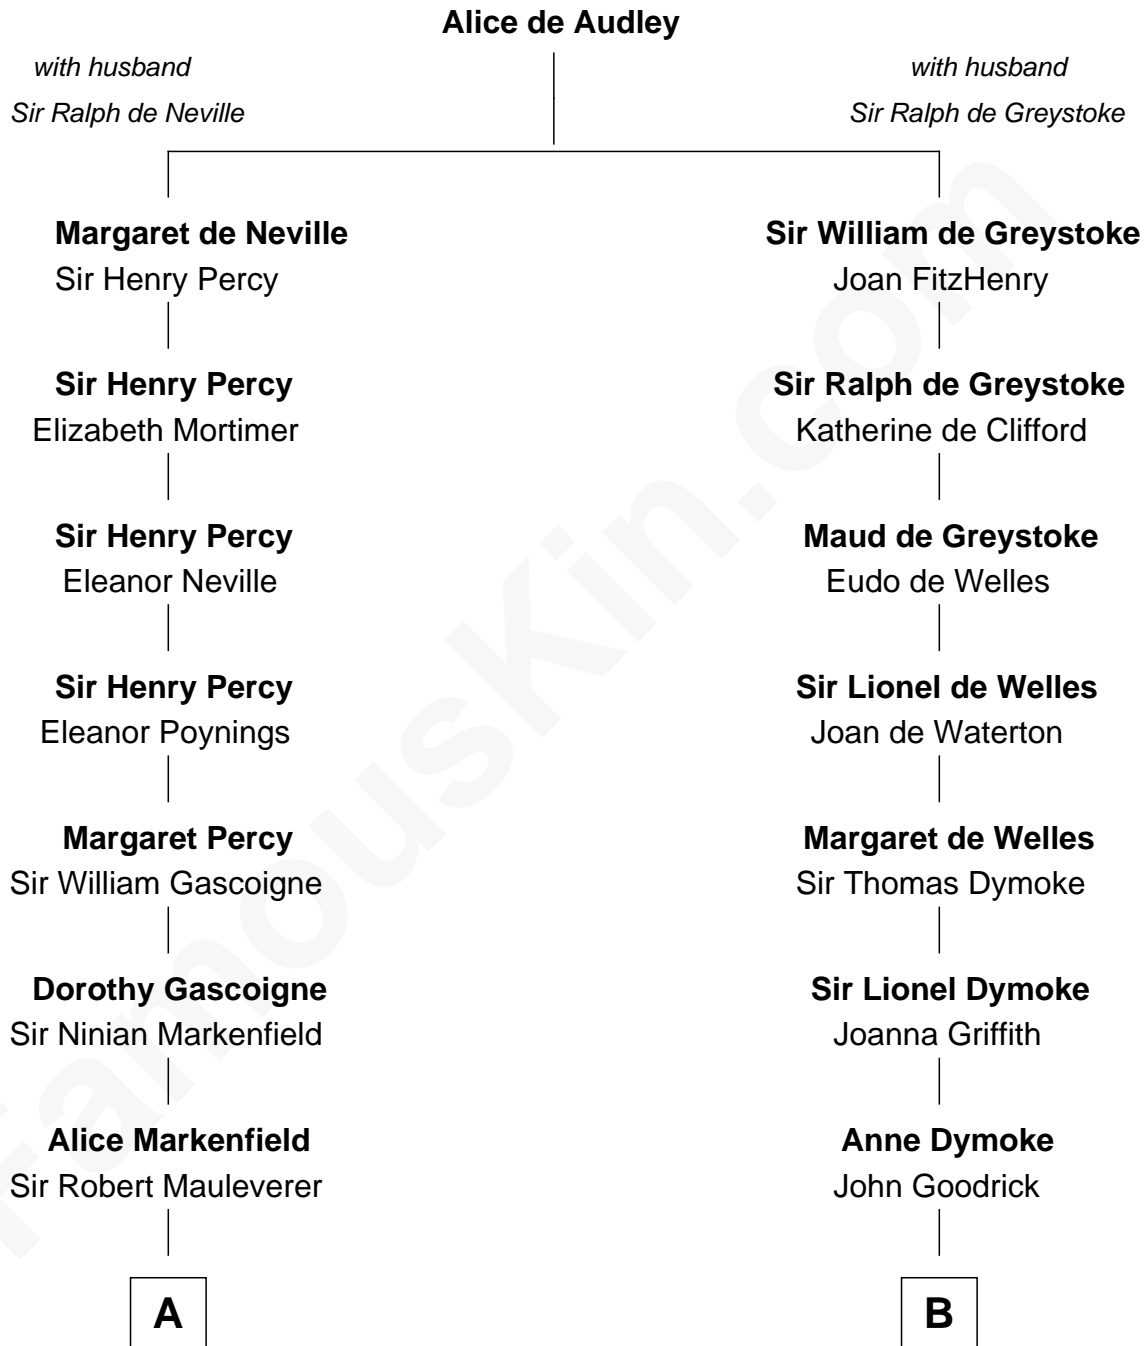 Alice de Audley
with husband
Sir Ralph de Neville
with husband
Sir Ralph de Greystoke
Margaret de Neville
Sir Henry Percy
Sir William de Greystoke
Joan FitzHenry
Sir Henry Percy
Elizabeth Mortimer
Sir Ralph de Greystoke
Katherine de Clifford
Sir Henry Percy
Eleanor Neville
Maud de Greystoke
Eudo de Welles
Sir Henry Percy
Eleanor Poynings
Sir Lionel de Welles
Joan de Waterton
Margaret Percy
Sir William Gascoigne
Margaret de Welles
Sir Thomas Dymoke
Dorothy Gascoigne
Sir Ninian Markenfield
Sir Lionel Dymoke
Joanna Griffith
Alice Markenfield
Sir Robert Mauleverer
Anne Dymoke
John Goodrick
A
B
FamousKin.com